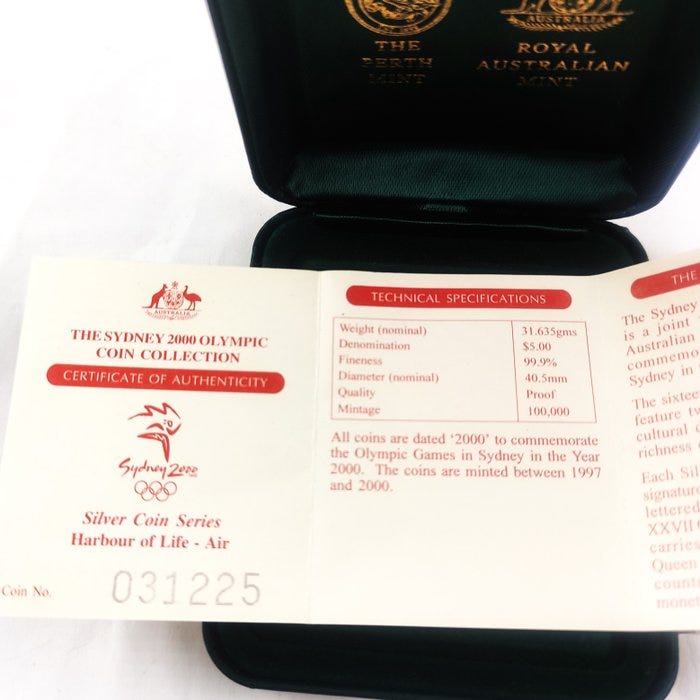 THE
PERTH
MINT
AUSTRALIA
ROYAL
AUSTRALIAN
MINT
AUSTRALIA
THE SYDNEY 2000 OLYMPIC
COIN COLLECTION
CERTIFICATE OF AUTHENTICITY
Sydney 2000
Silver Coin Series
Harbour of Life - Air
Coin No.
031225
TECHNICAL SPECIFICATIONS
Weight (nominal) 31.635gms
Denomination $5.00
Fineness 99.9%
Diameter (nominal) 40.5mm
Quality Proof
Mintage 100,000
All coins are dated '2000' to commemorate
the Olympic Games in Sydney in the Year
2000. The coins are minted between 1997
and 2000.
THE
The Sydney
is a joint
Australian
commemo
Sydney in
The sixtee
feature tw
cultural
richness
Each Sil
signature
lettered
XXVII
carries
Queen
count
monet